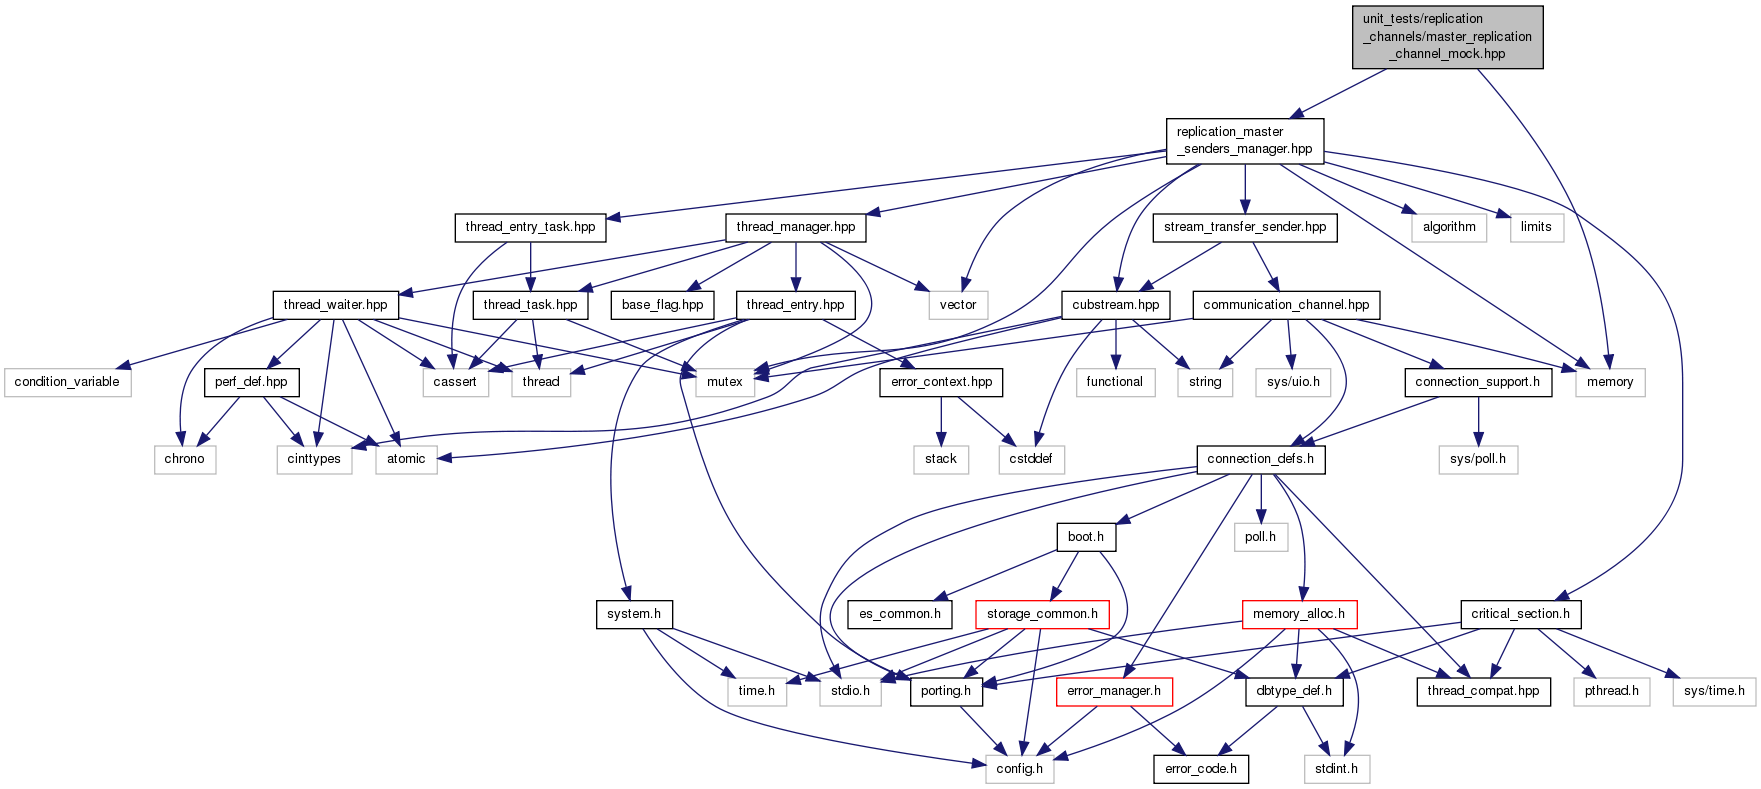 unit_tests/replication
_channels/master_replication
_channel_mock.hpp
replication_master
_senders_manager.hpp
thread_entry_task.hpp
thread_manager.hpp
stream_transfer_sender.hpp
algorithm
limits
thread_waiter.hpp
thread_task.hpp
base_flag.hpp
thread_entry.hpp
vector
cubstream.hpp
communication_channel.hpp
condition_variable
perf_def.hpp
cassert
thread
mutex
error_context.hpp
functional
string
sys/uio.h
connection_support.h
memory
chrono
cinttypes
atomic
stack
cstddef
connection_defs.h
sys/poll.h
boot.h
poll.h
system.h
es_common.h
storage_common.h
memory_alloc.h
critical_section.h
time.h
stdio.h
porting.h
error_manager.h
dbtype_def.h
thread_compat.hpp
pthread.h
sys/time.h
config.h
error_code.h
stdint.h